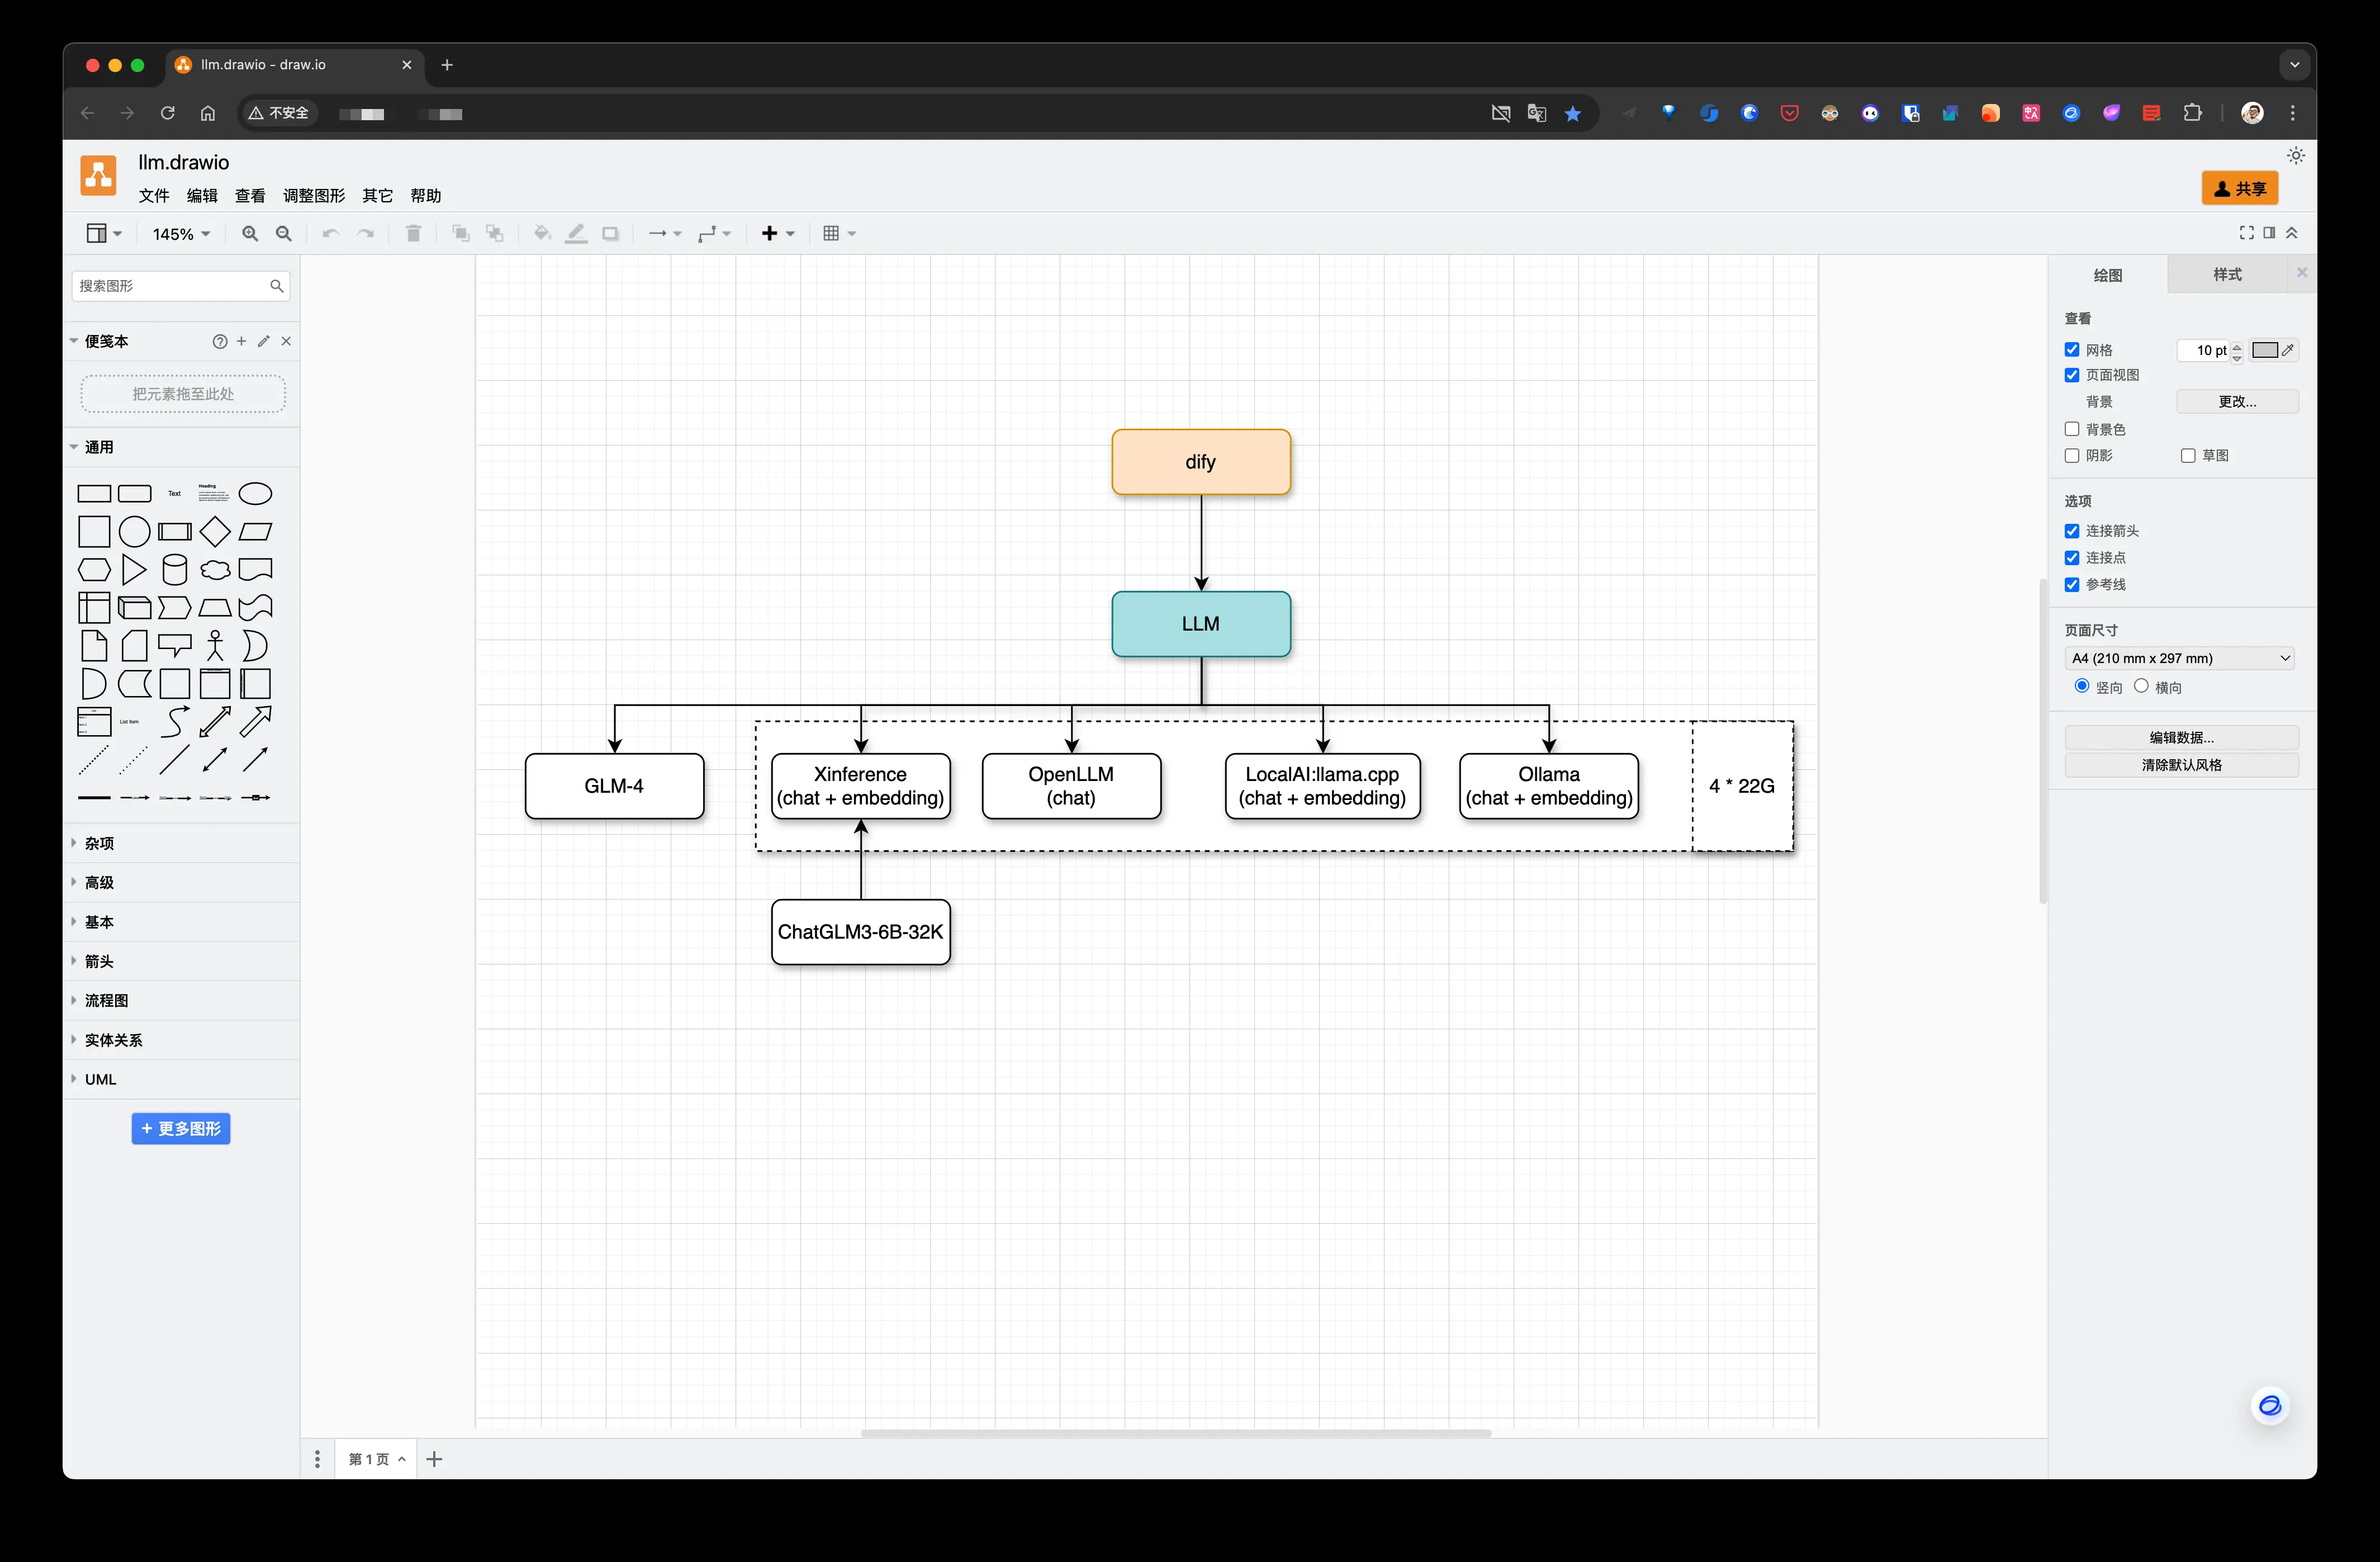 llm.drawio - draw.io
不安全
llm.drawio
文件 编辑 查看 调整图形 其它 帮助
共享
145%
搜索图形
便笺本
把元素拖至此处
通用
Text
Heading
List Item
杂项
高级
基本
箭头
流程图
实体关系
UML
+ 更多图形
dify
LLM
GLM-4
Xinference
(chat + embedding)
OpenLLM
(chat)
LocalAI:llama.cpp
(chat + embedding)
Ollama
(chat + embedding)
4 * 22G
ChatGLM3-6B-32K
第 1 页
绘图
样式
查看
网格
10 pt
页面视图
背景
更改...
背景色
阴影
草图
选项
连接箭头
连接点
参考线
页面尺寸
A4 (210 mm x 297 mm)
竖向
横向
编辑数据...
清除默认风格